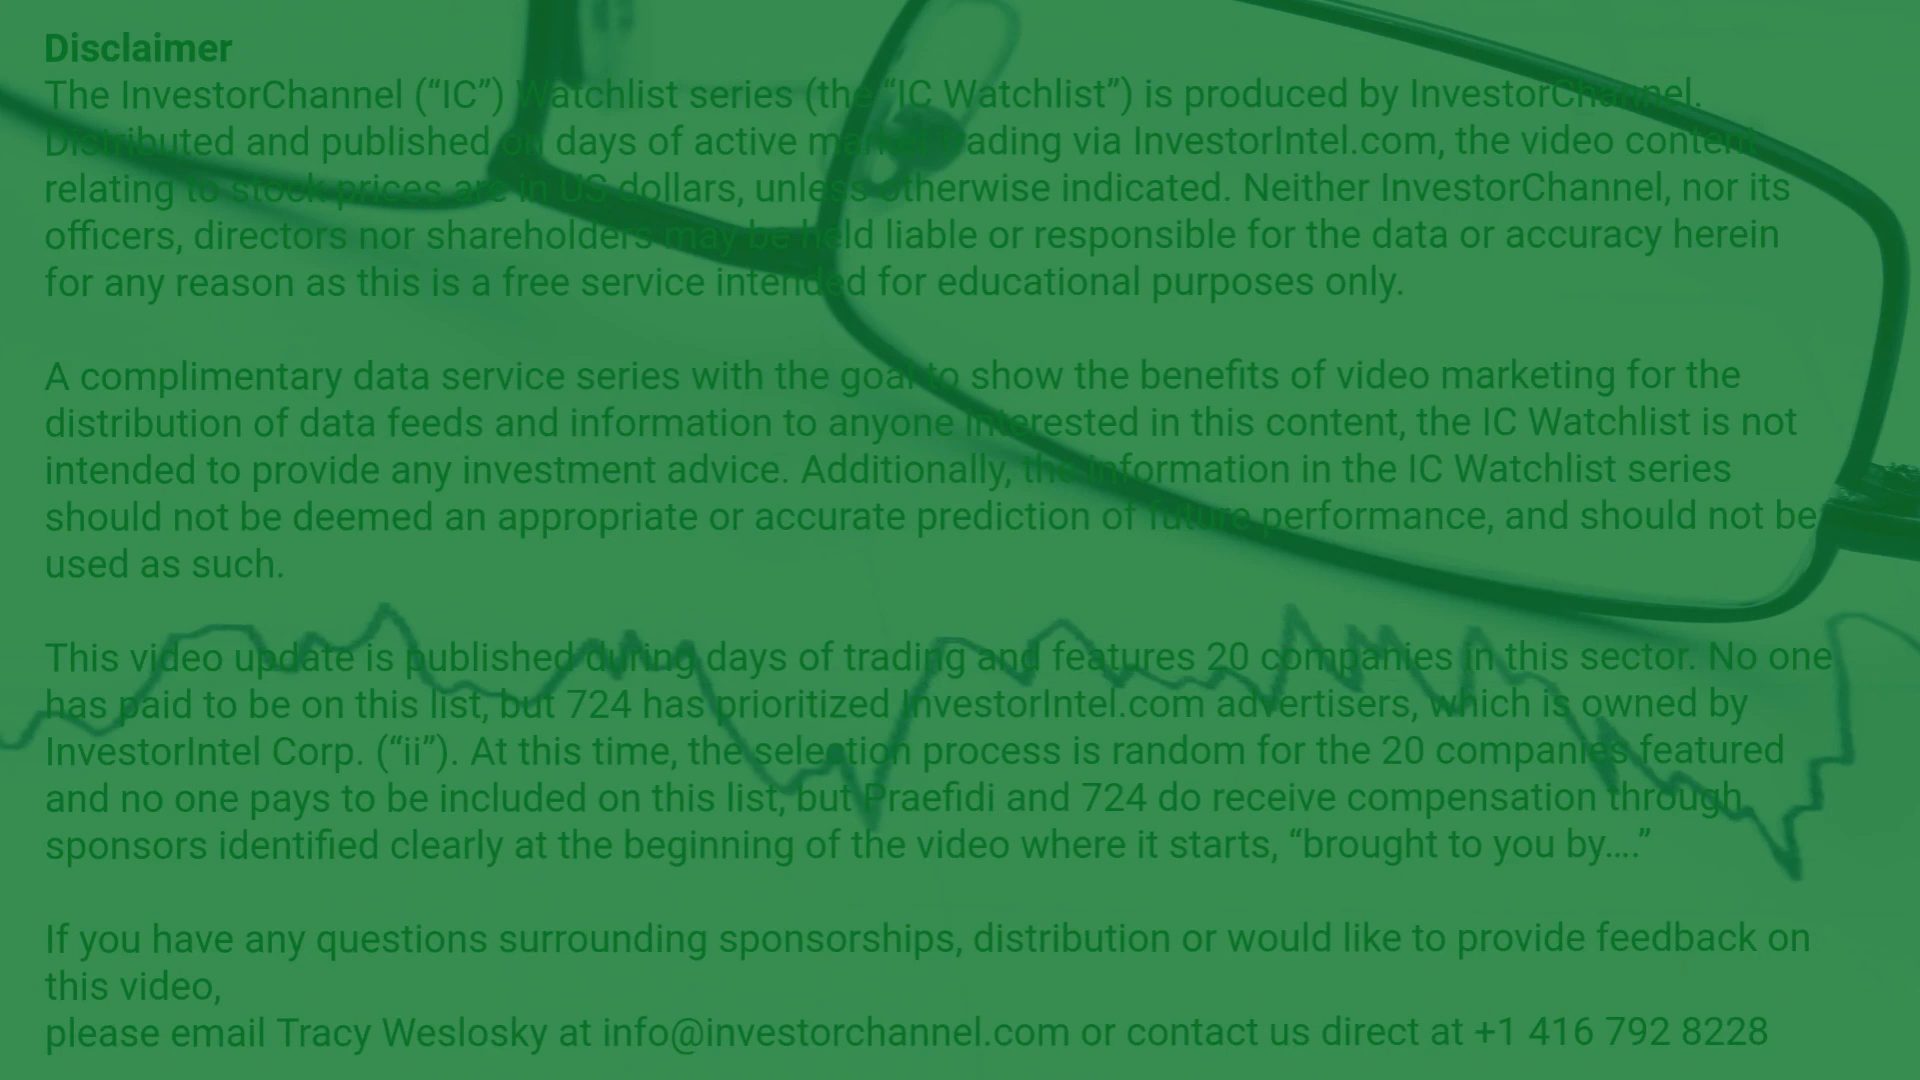 Disclaimer
The InvestorChannel (“IC”) Watchlist series (the “IC Watchlist”) is produced by InvestorChannel.
Distributed and published on days of active market trading via InvestorIntel.com, the video content
relating to stock prices are in US dollars, unless otherwise indicated. Neither InvestorChannel, nor its
officers, directors nor shareholders may be held liable or responsible for the data or accuracy herein
for any reason as this is a free service intended for educational purposes only.
A complimentary data service series with the goal to show the benefits of video marketing for the
distribution of data feeds and information to anyone interested in this content, the IC Watchlist is not
intended to provide any investment advice. Additionally, the information in the IC Watchlist series
should not be deemed an appropriate or accurate prediction of future performance, and should not be
used as such.
This video update is published during days of trading and features 20 companies in this sector. No one
has paid to be on this list, but 724 has prioritized InvestorIntel.com advertisers, which is owned by
InvestorIntel Corp. (“ii”). At this time, the selection process is random for the 20 companies featured
and no one pays to be included on this list, but Praefidi and 724 do receive compensation through
sponsors identified clearly at the beginning of the video where it starts, “brought to you by….”
If you have any questions surrounding sponsorships, distribution or would like to provide feedback on
this video,
please email Tracy Weslosky at info@investorchannel.com or contact us direct at +1 416 792 8228